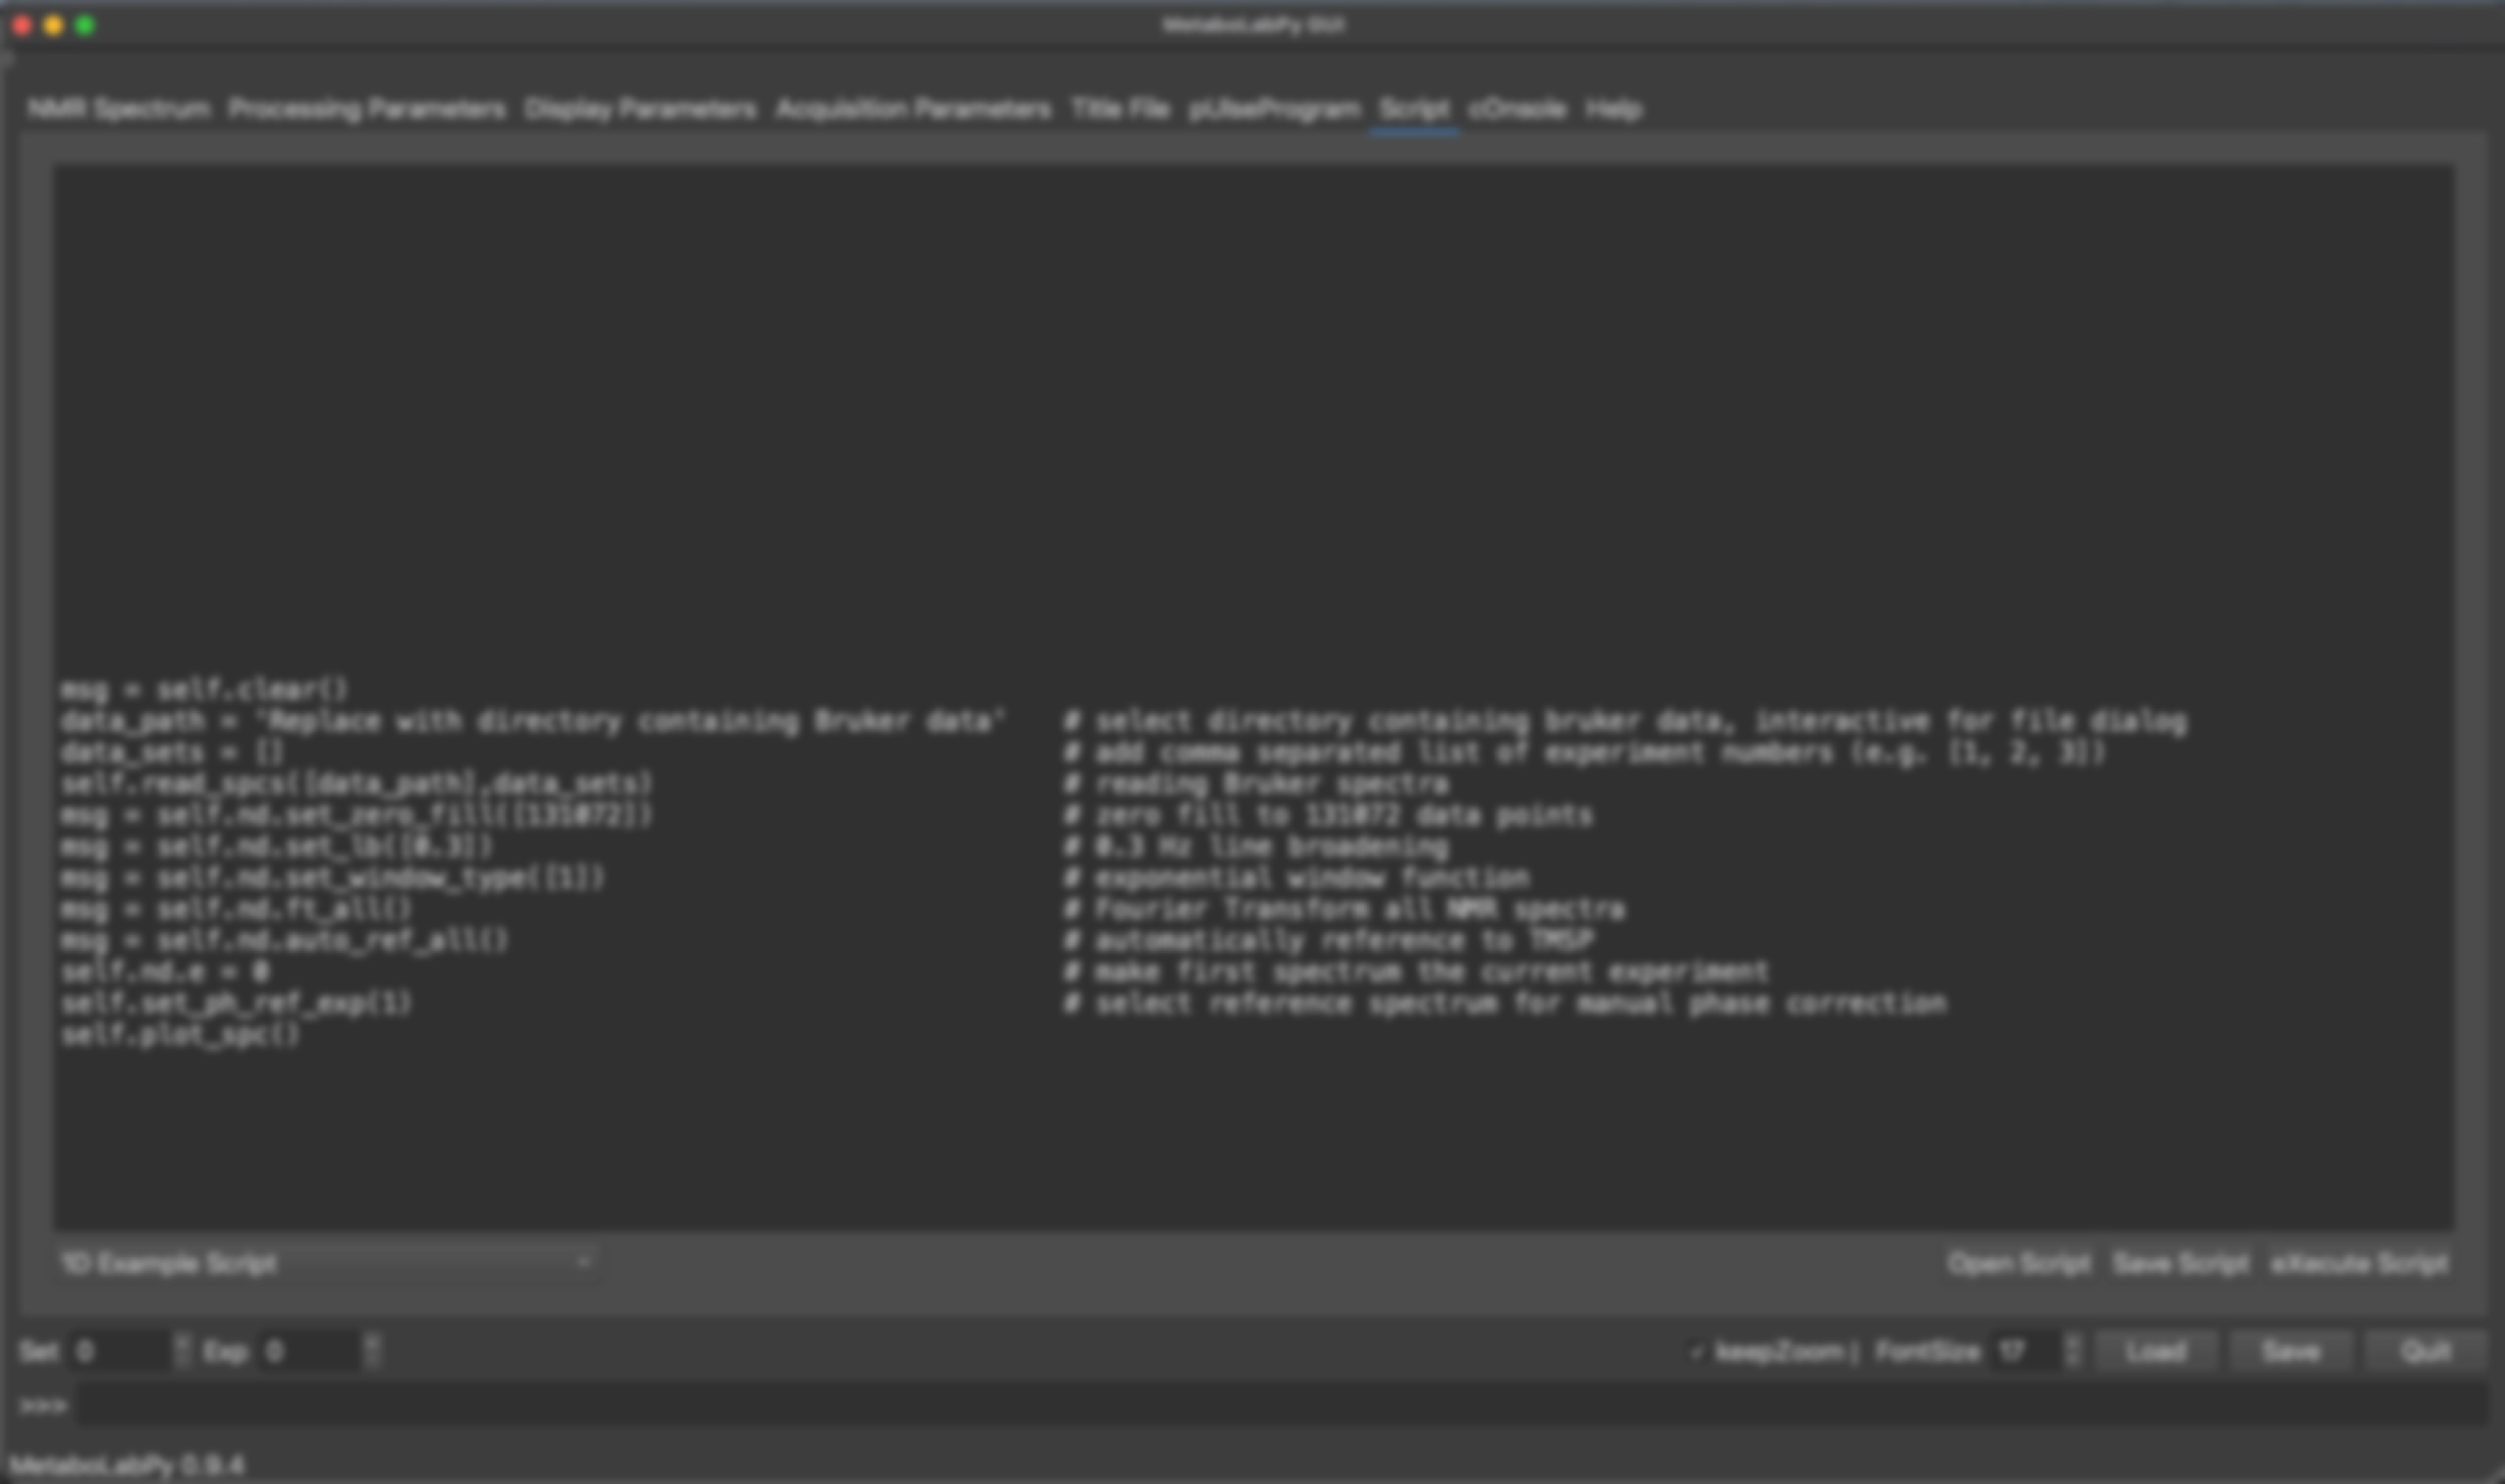 MetaboLabPy GUI
NMR Spectrum Processing Parameters Display Parameters Acquisition Parameters Title File pUlseProgram Script cOnsole Help
msg = self.clear()
data_path = 'Replace with directory containing Bruker data' # select directory containing bruker data, interactive for file dialog
data_sets = [] # add comma separated list of experiment numbers (e.g. [1, 2, 3])
self.read_spcs([data_path],data_sets) # reading Bruker spectra
msg = self.nd.set_zero_fill([131072]) # zero fill to 131072 data points
msg = self.nd.set_lb([0.3]) # 0.3 Hz line broadening
msg = self.nd.set_window_type([1]) # exponential window function
msg = self.nd.ft_all() # Fourier Transform all NMR spectra
msg = self.nd.auto_ref_all() # automatically reference to TMSP
self.nd.e = 0 # make first spectrum the current experiment
self.set_ph_ref_exp(1) # select reference spectrum for manual phase correction
self.plot_spc()
1D Example Script Open Script Save Script eXecute Script
Set 0 Exp 0 keepZoom | FontSize 17 Load Save Quit
>>>
MetaboLabPy 0.9.4